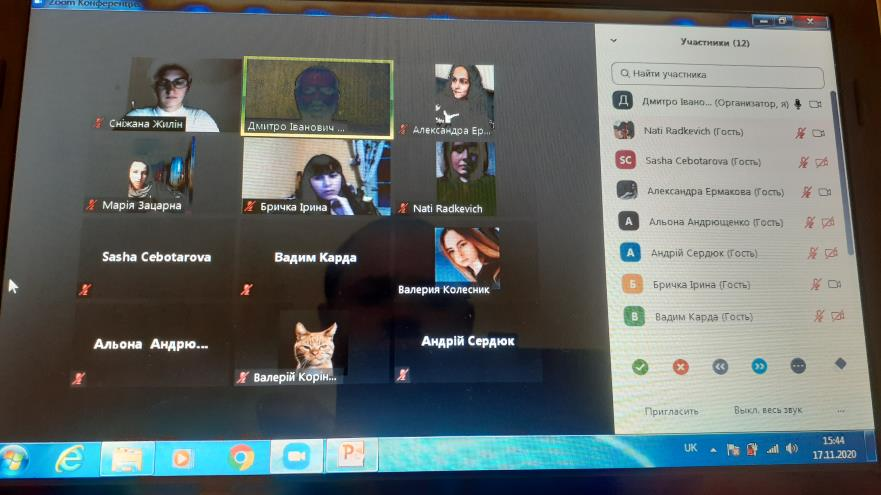 Zoom Конференция
Участники (12)
Найти участника
Сніжана Жилін
Дмитро Іванович ...
Александра Ер...
Марія Зацарна
Бричка Ірина
Nati Radkevich
Sasha Cebotarova
Вадим Карда
Валерия Колесник
Альона Андрю...
Валерій Корін...
Андрій Сердюк
Д Дмитро Івано... (Организатор, я)
Nati Radkevich (Гость)
SC Sasha Cebotarova (Гость)
Александра Ермакова (Гость)
А Альона Андрющенко (Гость)
А Андрій Сердюк (Гость)
Б Бричка Ірина (Гость)
В Вадим Карда (Гость)
Пригласить Выкл. весь звук ...
UK
15:44
17.11.2020